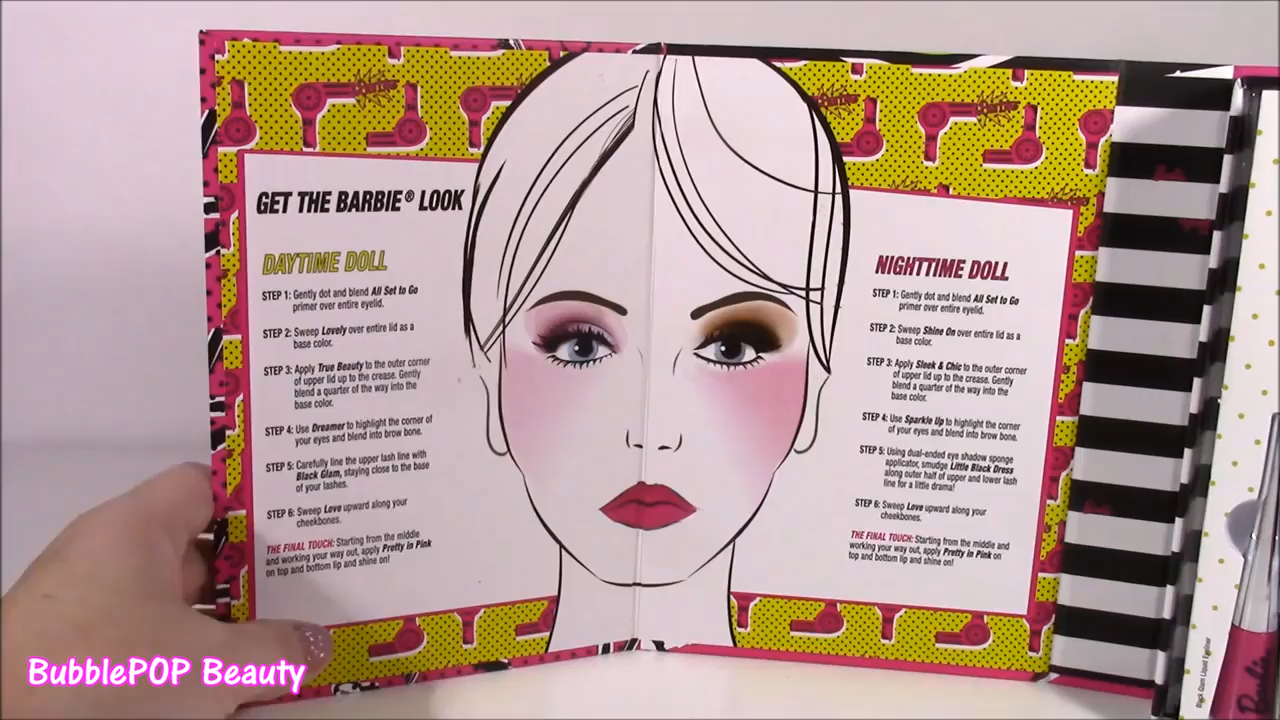 GET THE BARBIE® LOOK
DAYTIME DOLL
STEP 1: Gently dot and blend All Set to Go
primer over entire eyelid.
STEP 2: Sweep Lovely over entire lid as a
base color.
STEP 3: Apply True Beauty to the outer corner
of upper lid up to the crease. Gently
blend a quarter of the way into the
base color.
STEP 4: Use Dreamer to highlight the corner of
your eyes and blend into brow bone.
STEP 5: Carefully line the upper lash line with
Black Glam, staying close to the base
of your lashes.
STEP 6: Sweep Love upward along your
cheekbones.
THE FINAL TOUCH: Starting from the middle
and working your way out, apply Pretty in Pink
on top and bottom lip and shine on!
NIGHTTIME DOLL
STEP 1: Gently dot and blend All Set to Go
primer over entire eyelid.
STEP 2: Sweep Shine On over entire lid as a
base color.
STEP 3: Apply Sleek & Chic to the outer corner
of upper lid up to the crease. Gently
blend a quarter of the way into the
base color.
STEP 4: Use Sparkle Up to highlight the corner
of your eyes and blend into brow bone.
STEP 5: Using dual-ended eye shadow sponge
applicator, smudge Little Black Dress
along outer half of upper and lower lash
line for a little drama!
STEP 6: Sweep Love upward along your
cheekbones.
THE FINAL TOUCH: Starting from the middle
and working your way out, apply Pretty in Pink on
top and bottom lip and shine on!
Black Glam Liquid Eyeliner
Barbie
BubblePOP Beauty